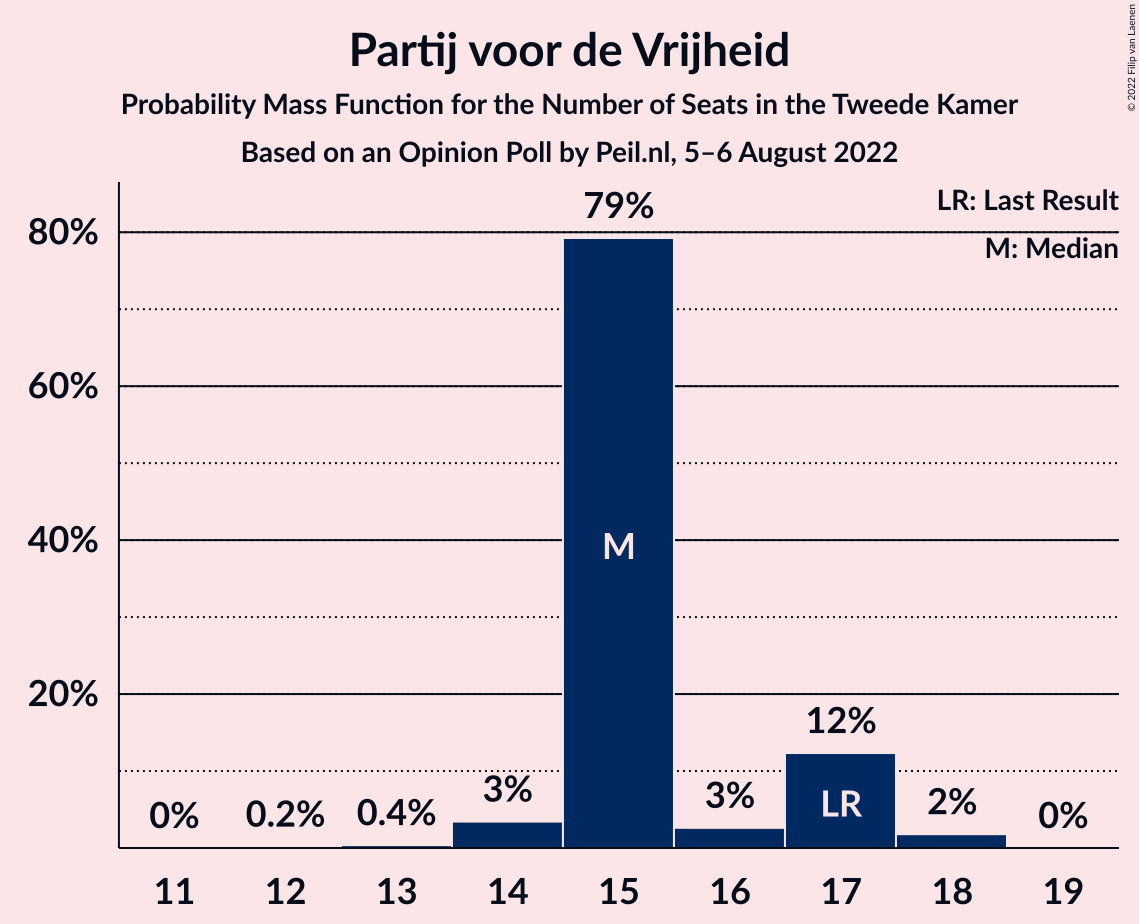 Partij voor de Vrijheid
Probability Mass Function for the Number of Seats in the Tweede Kamer
Based on an Opinion Poll by Peil.nl, 5–6 August 2022
© 2022 Filip van Laenen
LR: Last Result
M: Median
80%
60%
40%
20%
0%
0.2%
0.4%
3%
79%
M
3%
12%
LR
2%
0%
11
12
13
14
15
16
17
18
19